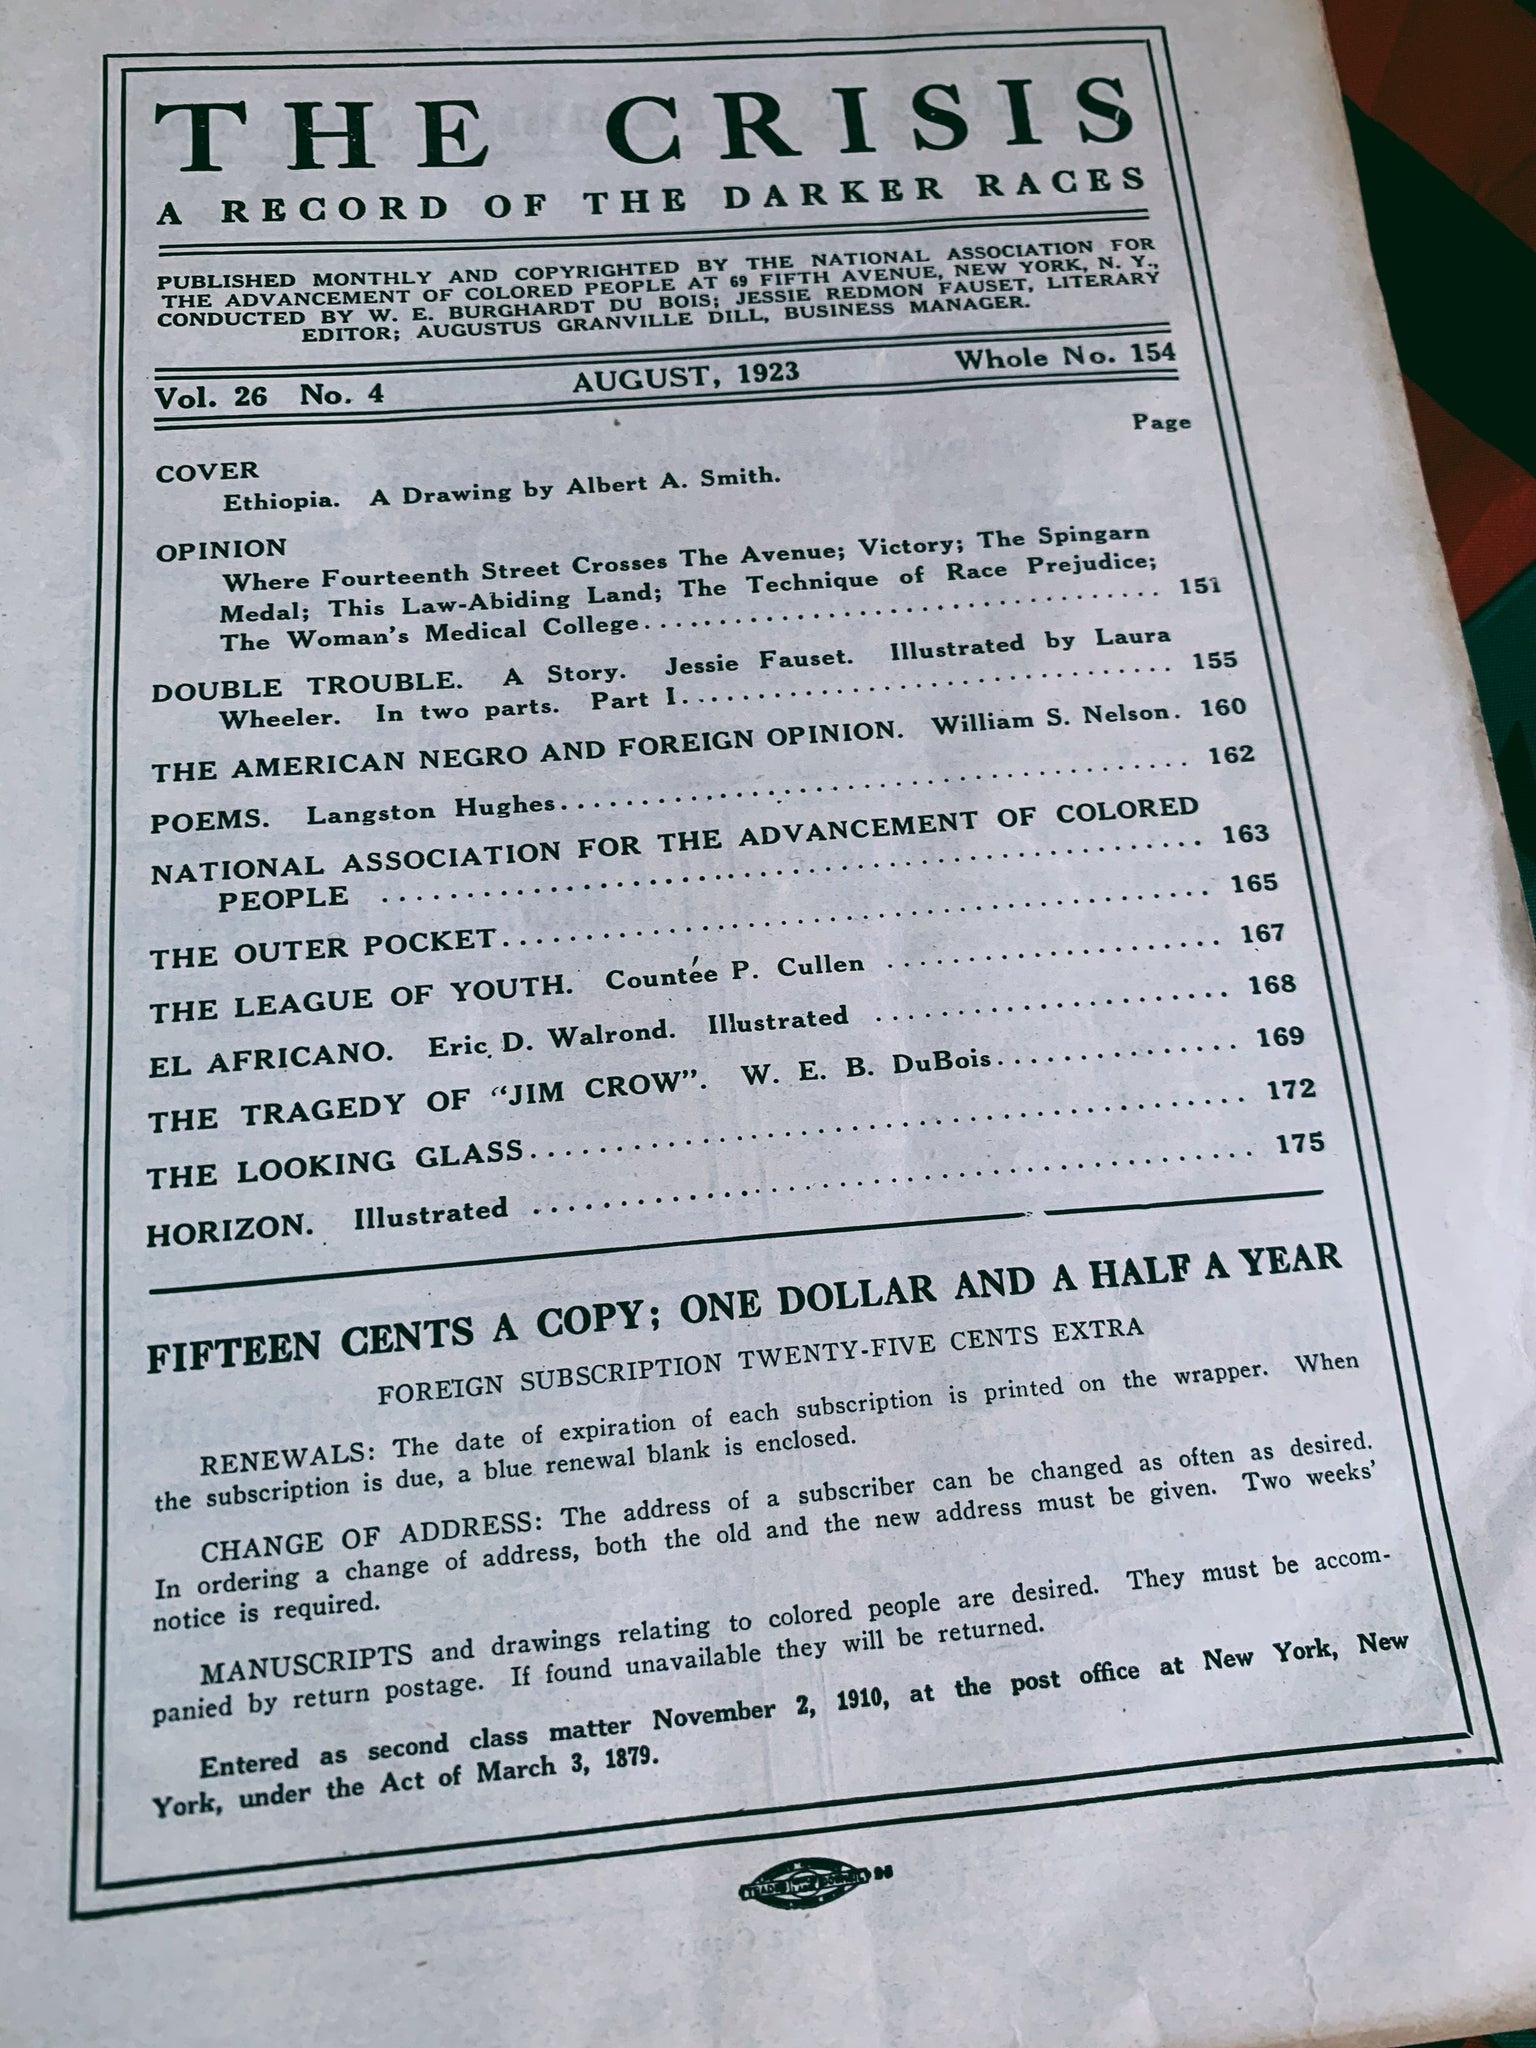 THE CRISIS
A RECORD OF THE DARKER RACES
PUBLISHED MONTHLY AND COPYRIGHTED BY THE NATIONAL ASSOCIATION FOR
THE ADVANCEMENT OF COLORED PEOPLE AT 69 FIFTH AVENUE, NEW YORK, N. Y.,
CONDUCTED BY W. E. BURGHARDT DU BOIS; JESSIE REDMON FAUSET, LITERARY
EDITOR; AUGUSTUS GRANVILLE DILL, BUSINESS MANAGER.
Vol. 26 No. 4 AUGUST, 1923 Whole No. 154
Page
COVER
Ethiopia. A Drawing by Albert A. Smith.
OPINION
Where Fourteenth Street Crosses The Avenue; Victory; The Spingarn
Medal; This Law-Abiding Land; The Technique of Race Prejudice;
The Woman's Medical College........................................ 151
DOUBLE TROUBLE. A Story. Jessie Fauset. Illustrated by Laura
Wheeler. In two parts. Part I..................................... 155
THE AMERICAN NEGRO AND FOREIGN OPINION. William S. Nelson. 160
POEMS. Langston Hughes............................................. 162
NATIONAL ASSOCIATION FOR THE ADVANCEMENT OF COLORED
PEOPLE ............................................................ 163
THE OUTER POCKET................................................... 165
THE LEAGUE OF YOUTH. Countée P. Cullen ........................ 167
EL AFRICANO. Eric D. Walrond. Illustrated ......................... 168
THE TRAGEDY OF "JIM CROW". W. E. B. DuBois................. 169
THE LOOKING GLASS.................................................. 172
HORIZON. Illustrated ................................................ 175
FIFTEEN CENTS A COPY; ONE DOLLAR AND A HALF A YEAR
FOREIGN SUBSCRIPTION TWENTY-FIVE CENTS EXTRA
RENEWALS: The date of expiration of each subscription is printed on the wrapper. When
the subscription is due, a blue renewal blank is enclosed.
CHANGE OF ADDRESS: The address of a subscriber can be changed as often as desired.
In ordering a change of address, both the old and the new address must be given. Two weeks'
notice is required.
MANUSCRIPTS and drawings relating to colored people are desired. They must be accom-
panied by return postage. If found unavailable they will be returned.
Entered as second class matter November 2, 1910, at the post office at New York, New
York, under the Act of March 3, 1879.
TRADES COUNCIL